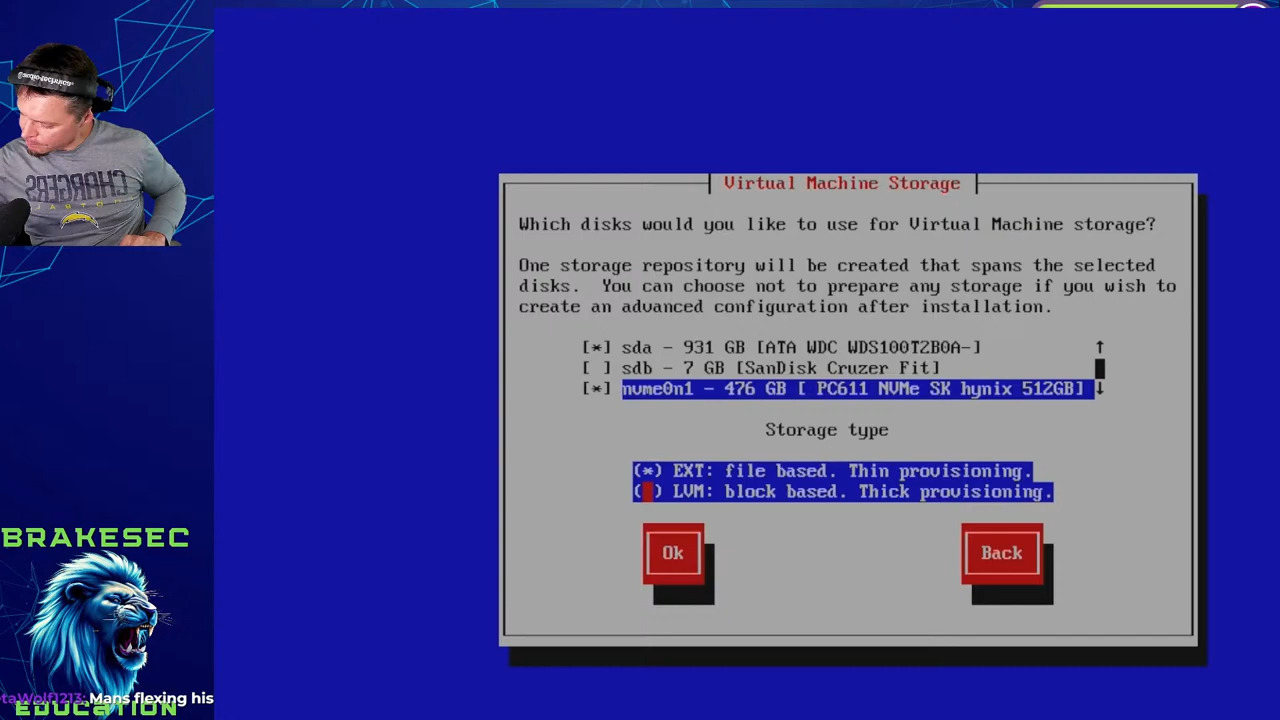 Virtual Machine Storage
Which disks would you like to use for Virtual Machine storage?
One storage repository will be created that spans the selected
disks.  You can choose not to prepare any storage if you wish to
create an advanced configuration after installation.
[*] sda - 931 GB [ATA WDC WDS100T2B0A-] ↑
[ ] sdb - 7 GB [SanDisk Cruzer Fit]
[*] nvme0n1 - 476 GB [ PC611 NVMe SK hynix 512GB] ↓
Storage type
(*) EXT: file based. Thin provisioning.
( ) LVM: block based. Thick provisioning.
Ok Back
CHARGERS
BRAKESEC
taWolf1213: Mans flexing his
EDUCATION